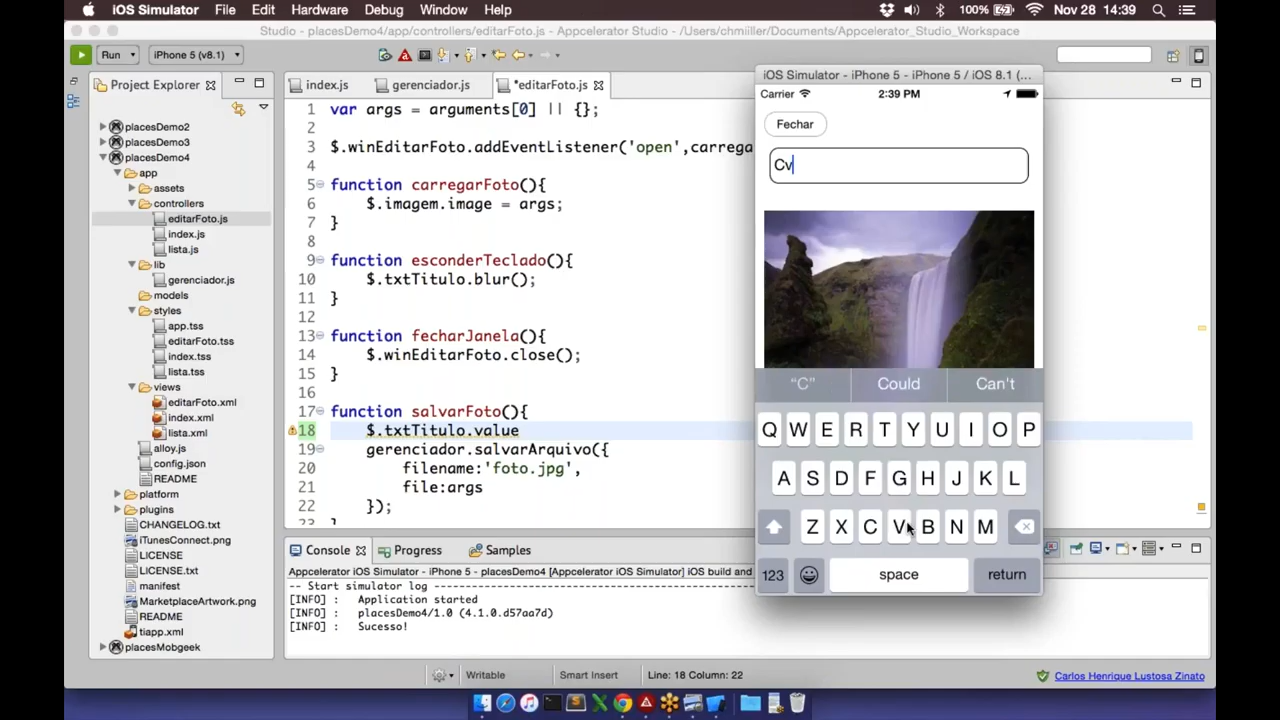 iOS Simulator File Edit Hardware Debug Window Help 100% Nov 28 14:39
Studio - placesDemo4/app/controllers/editarFoto.js - Appcelerator Studio - /Users/chmiiller/Documents/Appcelerator_Studio_Workspace
Run iPhone 5 (v8.1)
Project Explorer
placesDemo2
placesDemo3
placesDemo4
app
assets
controllers
editarFoto.js
index.js
lista.js
lib
gerenciador.js
models
styles
app.tss
editarFoto.tss
index.tss
lista.tss
views
editarFoto.xml
index.xml
lista.xml
alloy.js
config.json
README
platform
plugins
CHANGELOG.txt
iTunesConnect.png
LICENSE
LICENSE.txt
manifest
MarketplaceArtwork.png
README
tiapp.xml
placesMobgeek
index.js gerenciador.js *editarFoto.js
1 var args = arguments[0] || {};
2
3 $.winEditarFoto.addEventListener('open',carrega
4
5 function carregarFoto(){
6 $.imagem.image = args;
7 }
8
9 function esconderTeclado(){
10 $.txtTitulo.blur();
11 }
12
13 function fecharJanela(){
14 $.winEditarFoto.close();
15 }
16
17 function salvarFoto(){
18 $.txtTitulo.value
19 gerenciador.salvarArquivo({
20 filename:'foto.jpg',
21 file:args
22 });
23 }
Console Progress Samples
Appcelerator iOS Simulator - iPhone 5 - placesDemo4 [Appcelerator iOS Simulator] iOS build and
-- Start simulator log
[INFO] : Application started
[INFO] : placesDemo4/1.0 (4.1.0.d57aa7d)
[INFO] : Sucesso!
Writable Smart Insert Line: 18 Column: 22
Carlos Henrique Lustosa Zinato
iOS Simulator - iPhone 5 - iPhone 5 / iOS 8.1 (...
Carrier 2:39 PM
Fechar
Cv
"C" Could Can't
Q W E R T Y U I O P
A S D F G H J K L
Z X C V B N M
123 space return